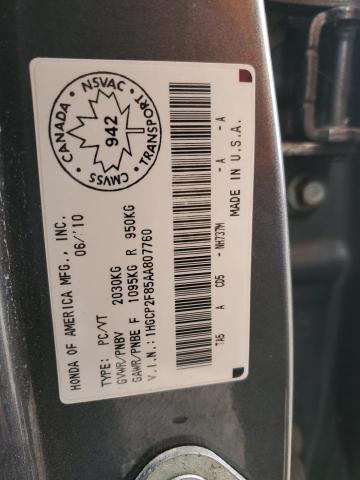 HONDA OF AMERICA MFG., INC.
06/'10
TYPE: PC/VT
GVWR/PNBV 2030KG
GAWR/PNBE F 1095KG R 950KG
V.I.N.: 1HGCP2F85AA807760
7A5 A CD5 - NH737M -A -A
MADE IN U.S.A.
CANADA
NSVAC
TRANSPORT
CMVSS
942